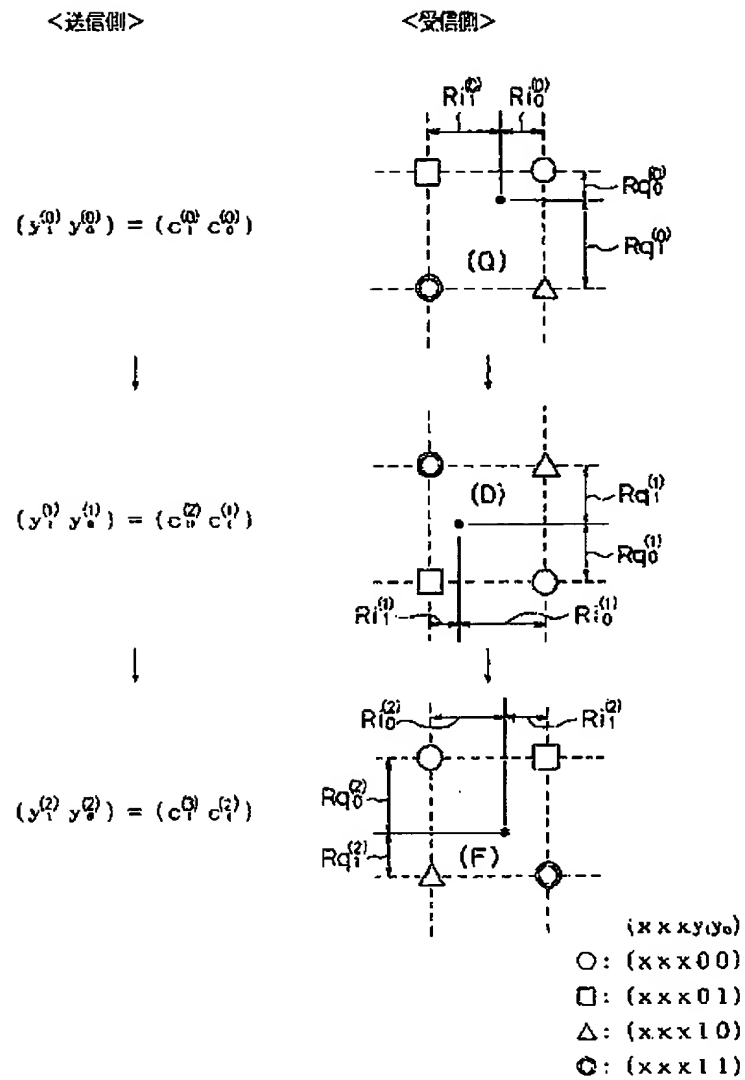 <送信側> <受信側>
Ri₁⁽⁰⁾ Ri₀⁽⁰⁾
Rq₀⁽⁰⁾
(y₁⁽⁰⁾ y₀⁽⁰⁾) = (c₁⁽⁰⁾ c₀⁽⁰⁾)
Rq₁⁽⁰⁾
(Q)
(D)
Rq₁⁽¹⁾
(y₁⁽¹⁾ y₀⁽¹⁾) = (c₀⁽²⁾ c₁⁽¹⁾)
Rq₀⁽¹⁾
Ri₁⁽¹⁾ Ri₀⁽¹⁾
Ri₀⁽²⁾ Ri₁⁽²⁾
Rq₀⁽²⁾
(y₁⁽²⁾ y₀⁽²⁾) = (c₁⁽³⁾ c₁⁽²⁾)
Rq₁⁽²⁾
(F)
(xxxy₁y₀)
○: (xxx00)
□: (xxx01)
△: (xxx10)
◎: (xxx11)